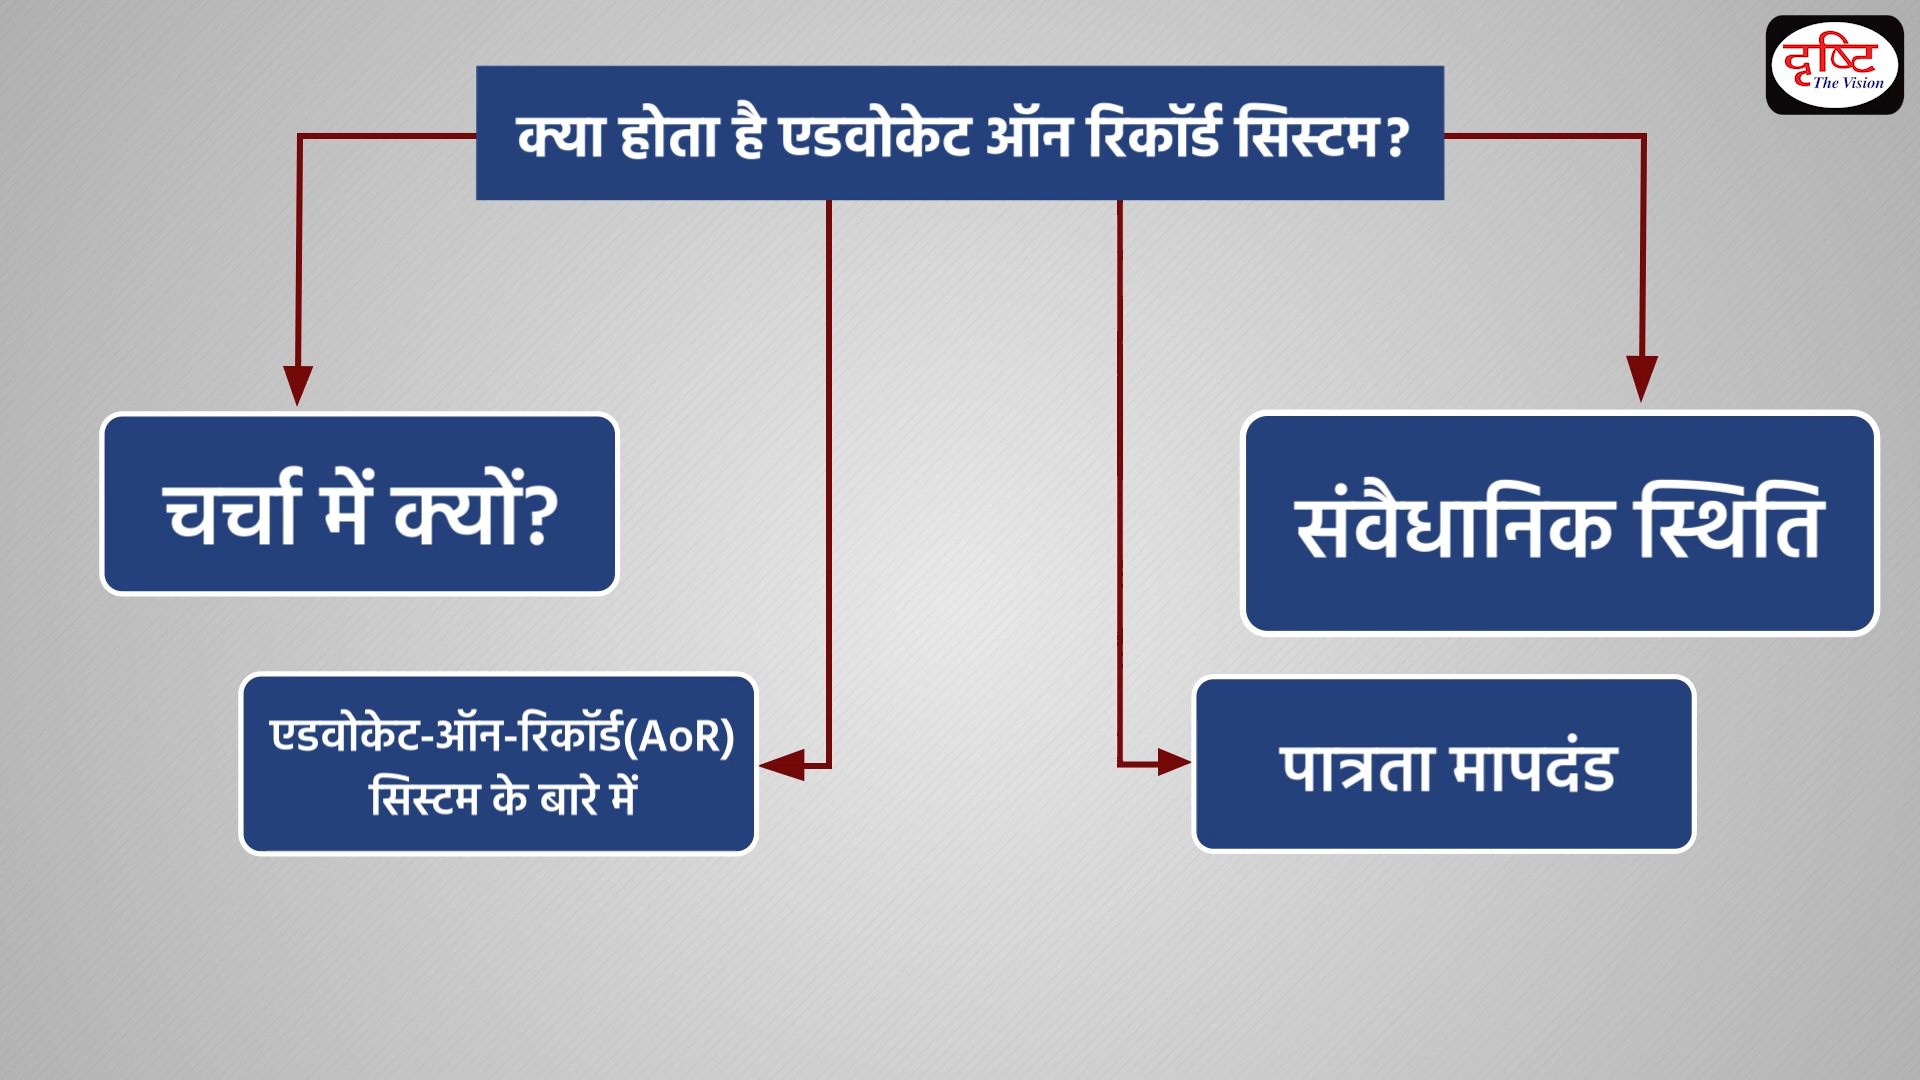 दृष्टि
The Vision
क्या होता है एडवोकेट ऑन रिकॉर्ड सिस्टम?
चर्चा में क्यों?
संवैधानिक स्थिति
एडवोकेट-ऑन-रिकॉर्ड(AoR)
सिस्टम के बारे में
पात्रता मापदंड